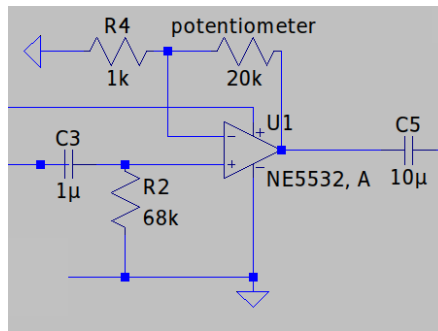 R4 potentiometer
1k 20k
U1
C3 C5
1µ R2 NE5532, A 10µ
68k